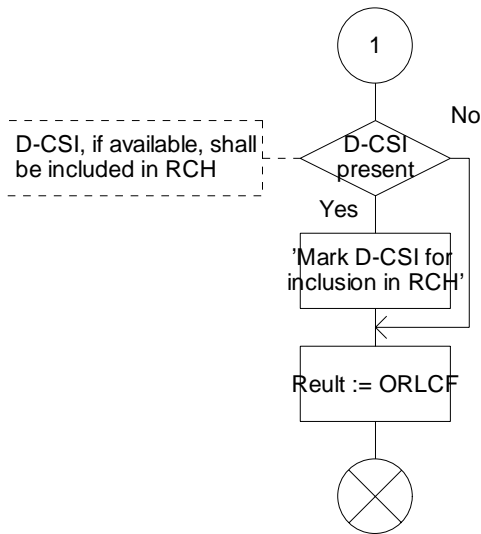 1
No
D-CSI, if available, shall
be included in RCH
D-CSI
present
Yes
'Mark D-CSI for
inclusion in RCH'
Reult := ORLCF